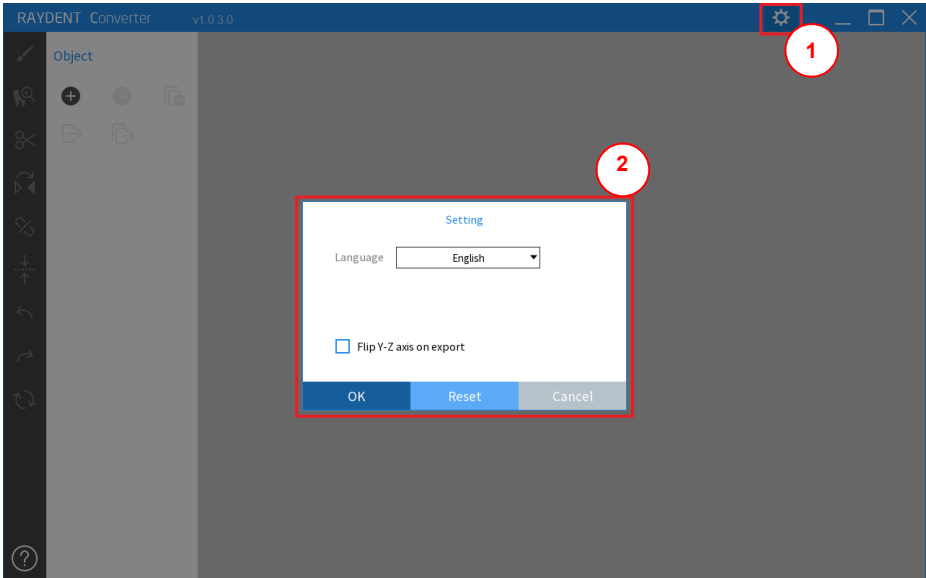 RAYDENT Converter v1.0.3.0
1
Object
2
Setting
Language English
Flip Y-Z axis on export
OK Reset Cancel
?